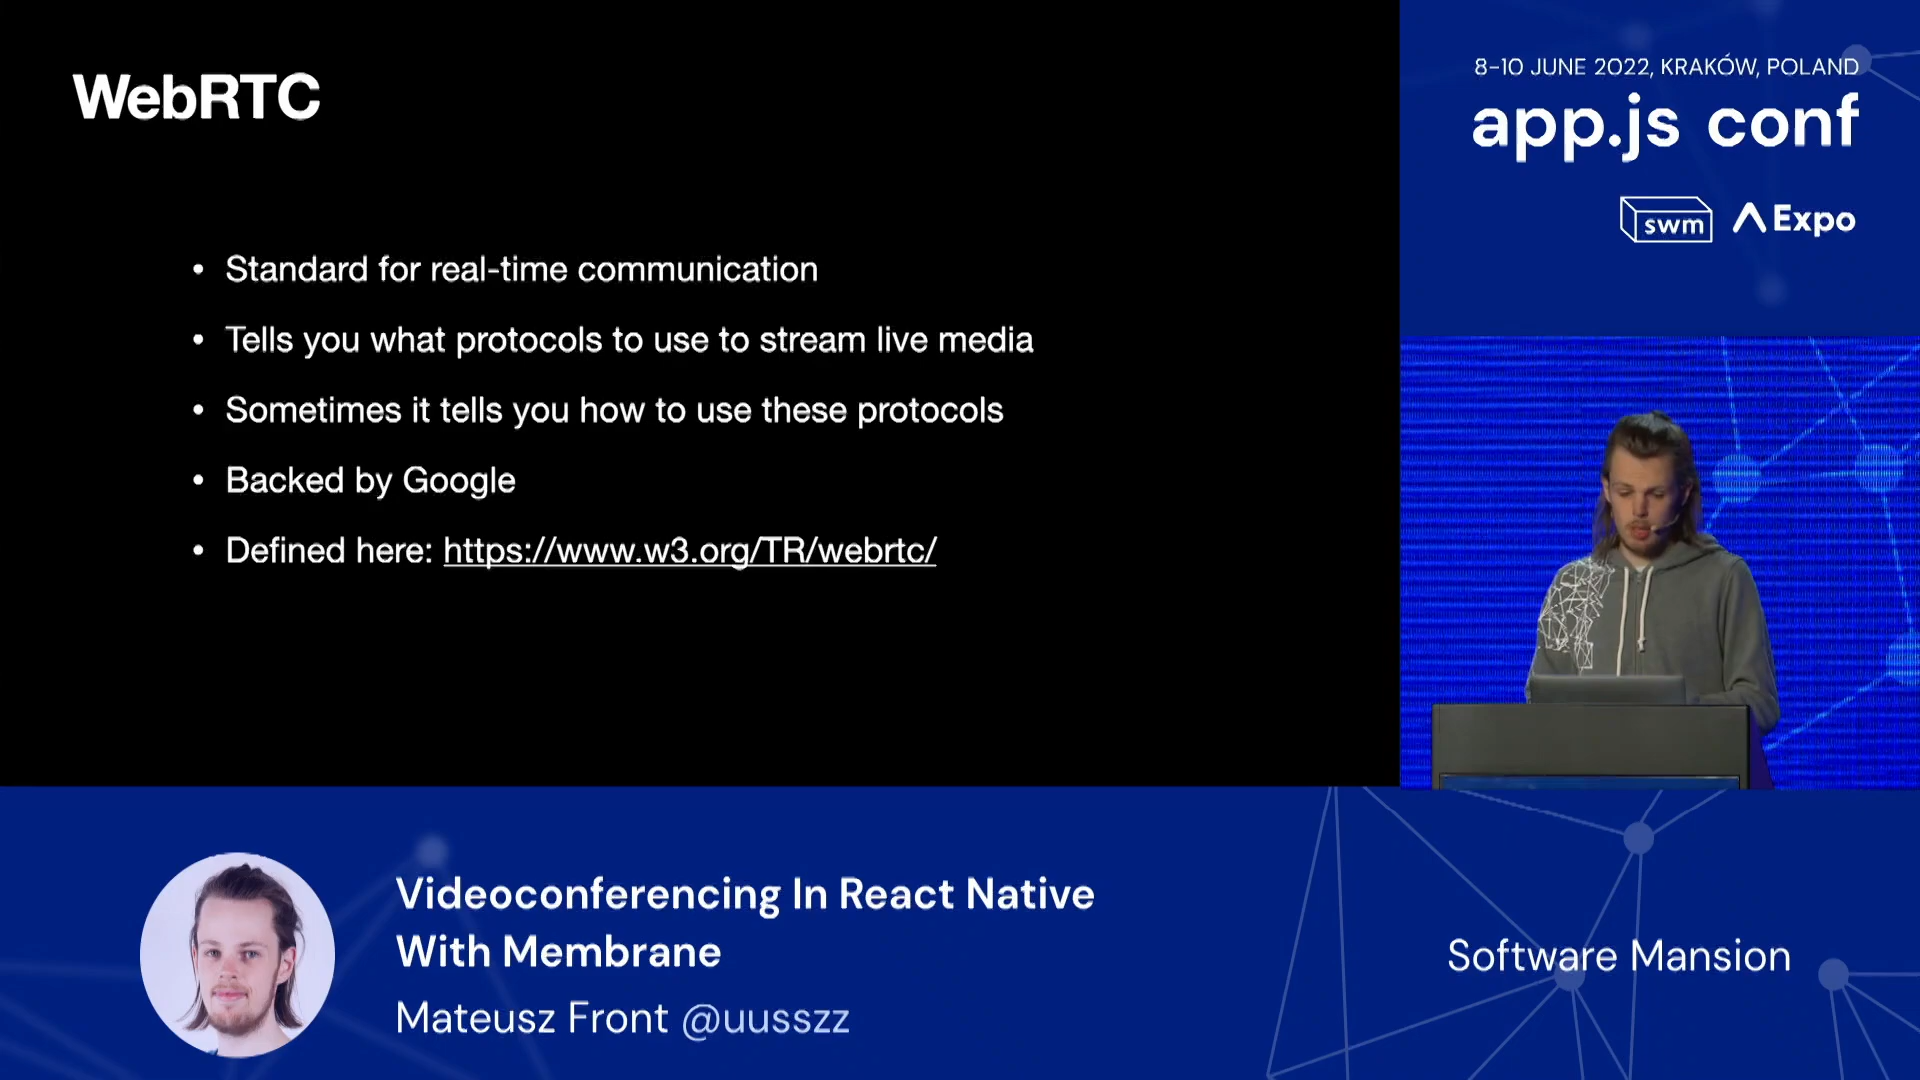 WebRTC
• Standard for real-time communication
• Tells you what protocols to use to stream live media
• Sometimes it tells you how to use these protocols
• Backed by Google
• Defined here: https://www.w3.org/TR/webrtc/
8–10 JUNE 2022, KRAKÓW, POLAND
app.js conf
swm Expo
Videoconferencing In React Native
With Membrane
Mateusz Front @uusszz
Software Mansion